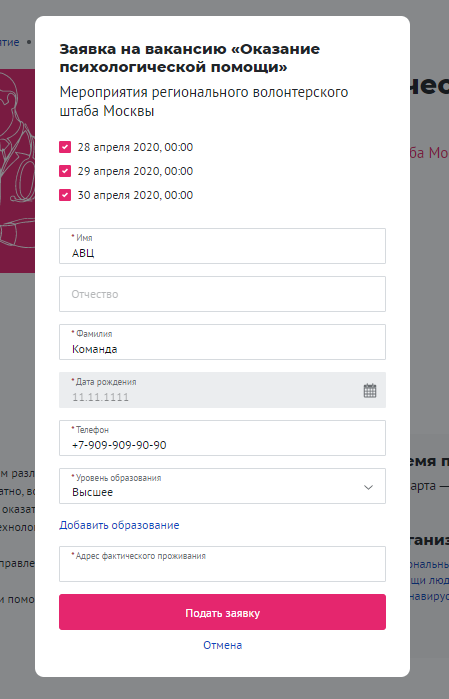 Заявка на вакансию «Оказание
психологической помощи»
Мероприятия регионального волонтерского
штаба Москвы
28 апреля 2020, 00:00
29 апреля 2020, 00:00
30 апреля 2020, 00:00
* Имя
АВЦ
Отчество
* Фамилия
Команда
* Дата рождения
11.11.1111
* Телефон
+7-909-909-90-90
* Уровень образования
Высшее
Добавить образование
* Адрес фактического проживания
Подать заявку
Отмена